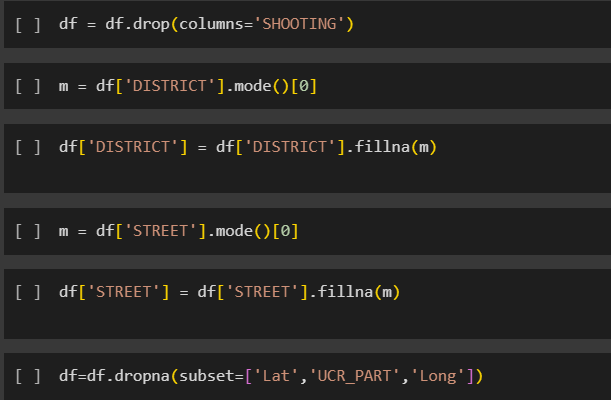 [ ] df = df.drop(columns='SHOOTING')
[ ] m = df['DISTRICT'].mode()[0]
[ ] df['DISTRICT'] = df['DISTRICT'].fillna(m)
[ ] m = df['STREET'].mode()[0]
[ ] df['STREET'] = df['STREET'].fillna(m)
[ ] df=df.dropna(subset=['Lat','UCR_PART','Long'])